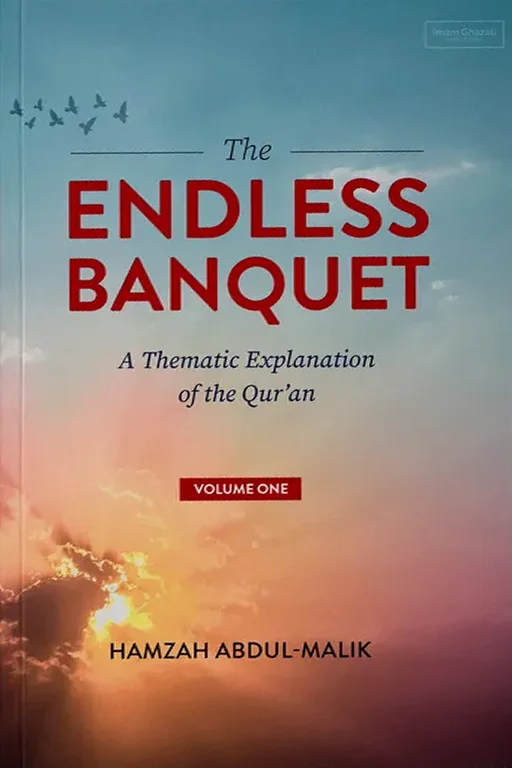 Imam Ghazali
The
ENDLESS
BANQUET
A Thematic Explanation
of the Qur'an
VOLUME ONE
HAMZAH ABDUL-MALIK